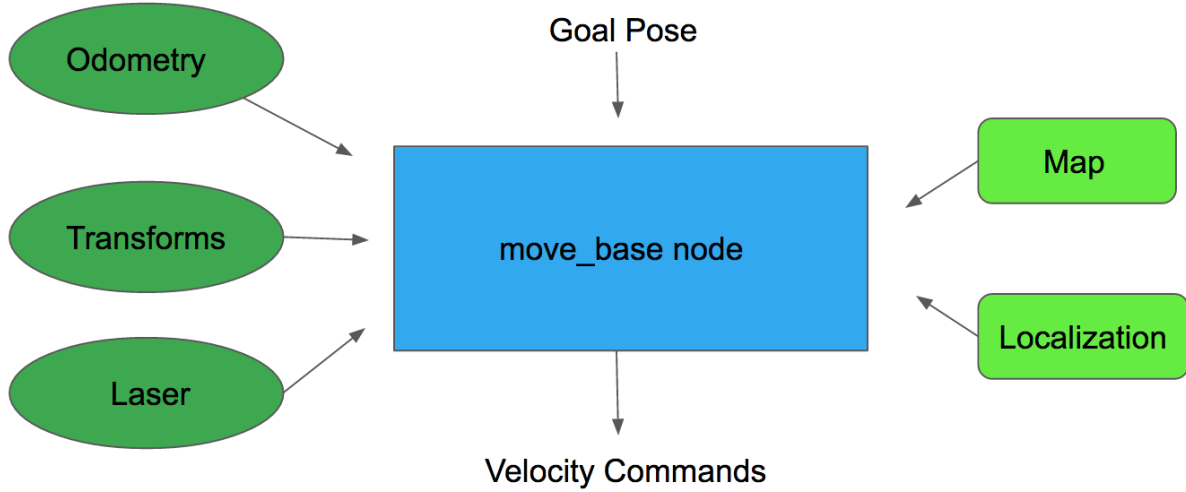 Odometry
Goal Pose
Map
Transforms
move_base node
Localization
Laser
Velocity Commands